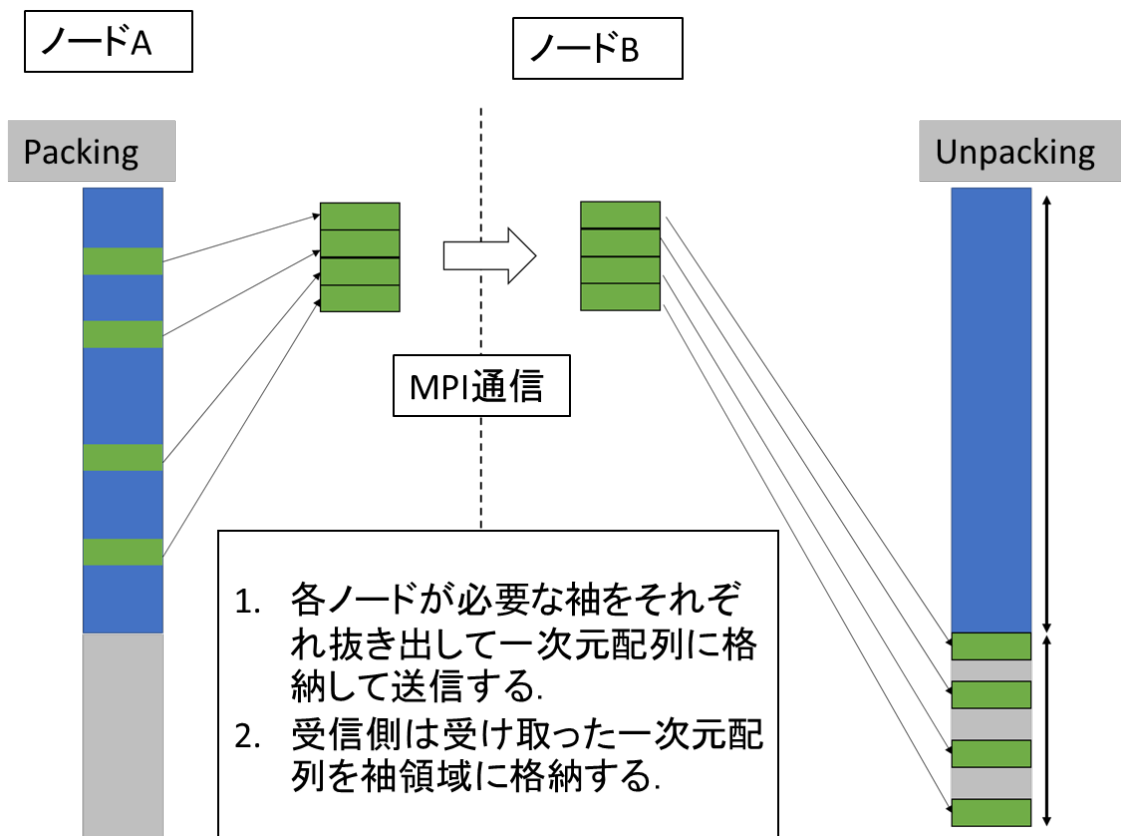 ノードA
ノードB
Packing
Unpacking
MPI通信
1. 各ノードが必要な袖をそれぞ
れ抜き出して一次元配列に格
納して送信する.
2. 受信側は受け取った一次元配
列を袖領域に格納する.